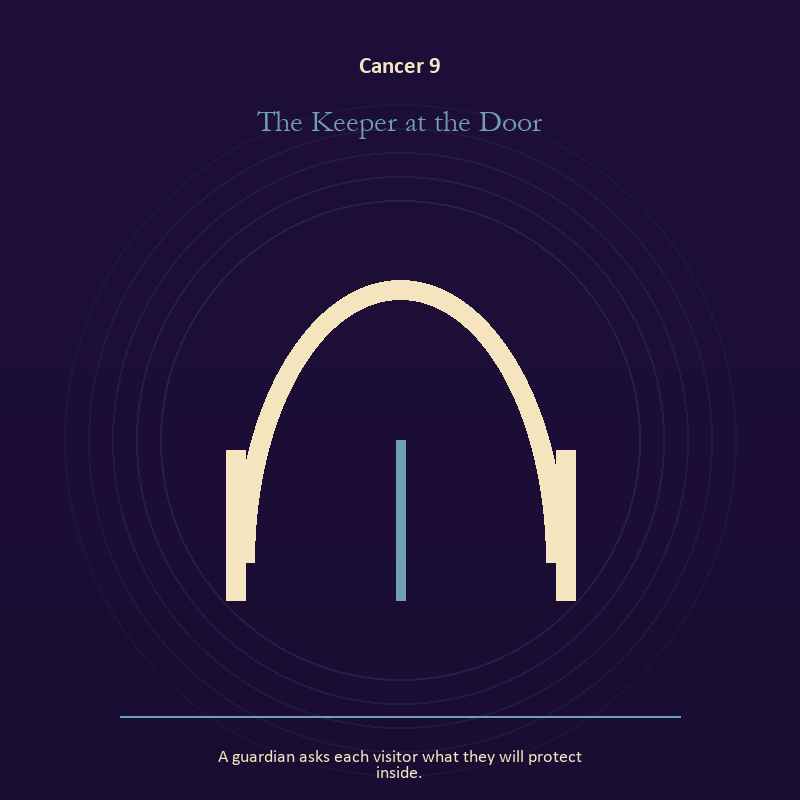 Cancer 9
The Keeper at the Door
A guardian asks each visitor what they will protect
inside.